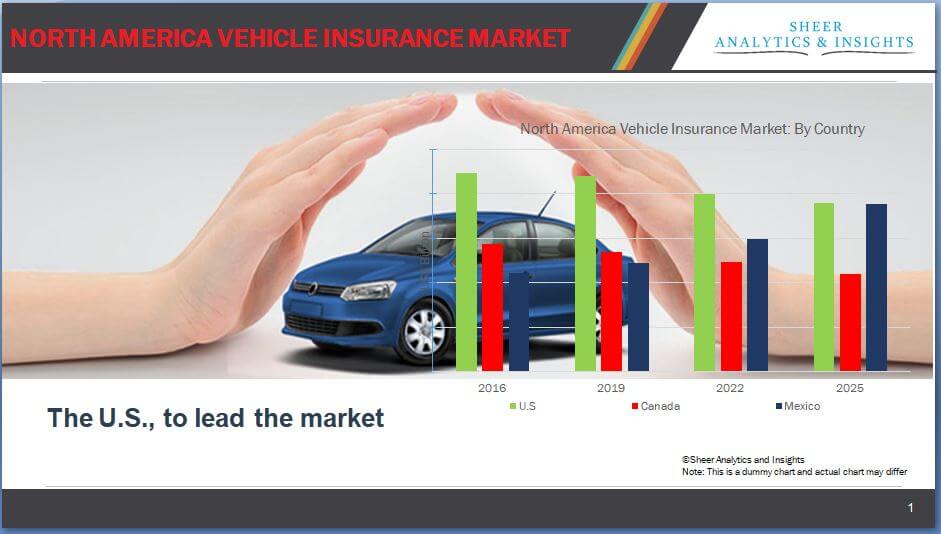 NORTH AMERICA VEHICLE INSURANCE MARKET
SHEER
ANALYTICS & INSIGHTS
North America Vehicle Insurance Market: By Country
2016 2019 2022 2025
U.S Canada Mexico
The U.S., to lead the market
©Sheer Analytics and Insights
Note: This is a dummy chart and actual chart may differ
1